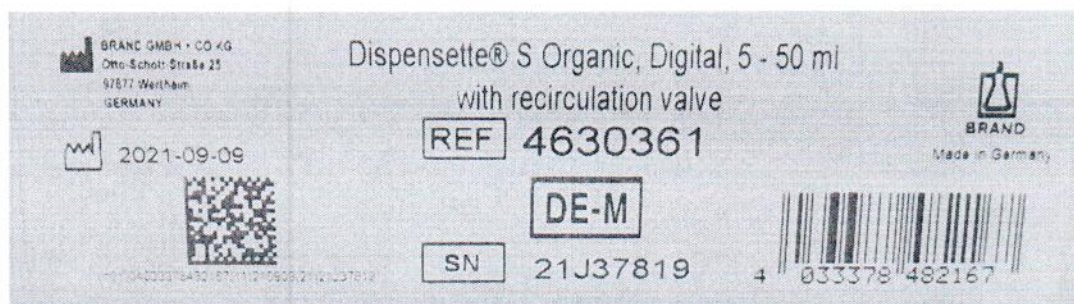 BRAND GMBH + CO KG
Otto-Schott-Straße 25
97877 Wertheim
GERMANY
2021-09-09
Dispensette® S Organic, Digital, 5 - 50 ml
with recirculation valve
REF 4630361
DE-M
SN 21J37819
BRAND
Made in Germany
4 033378 482167